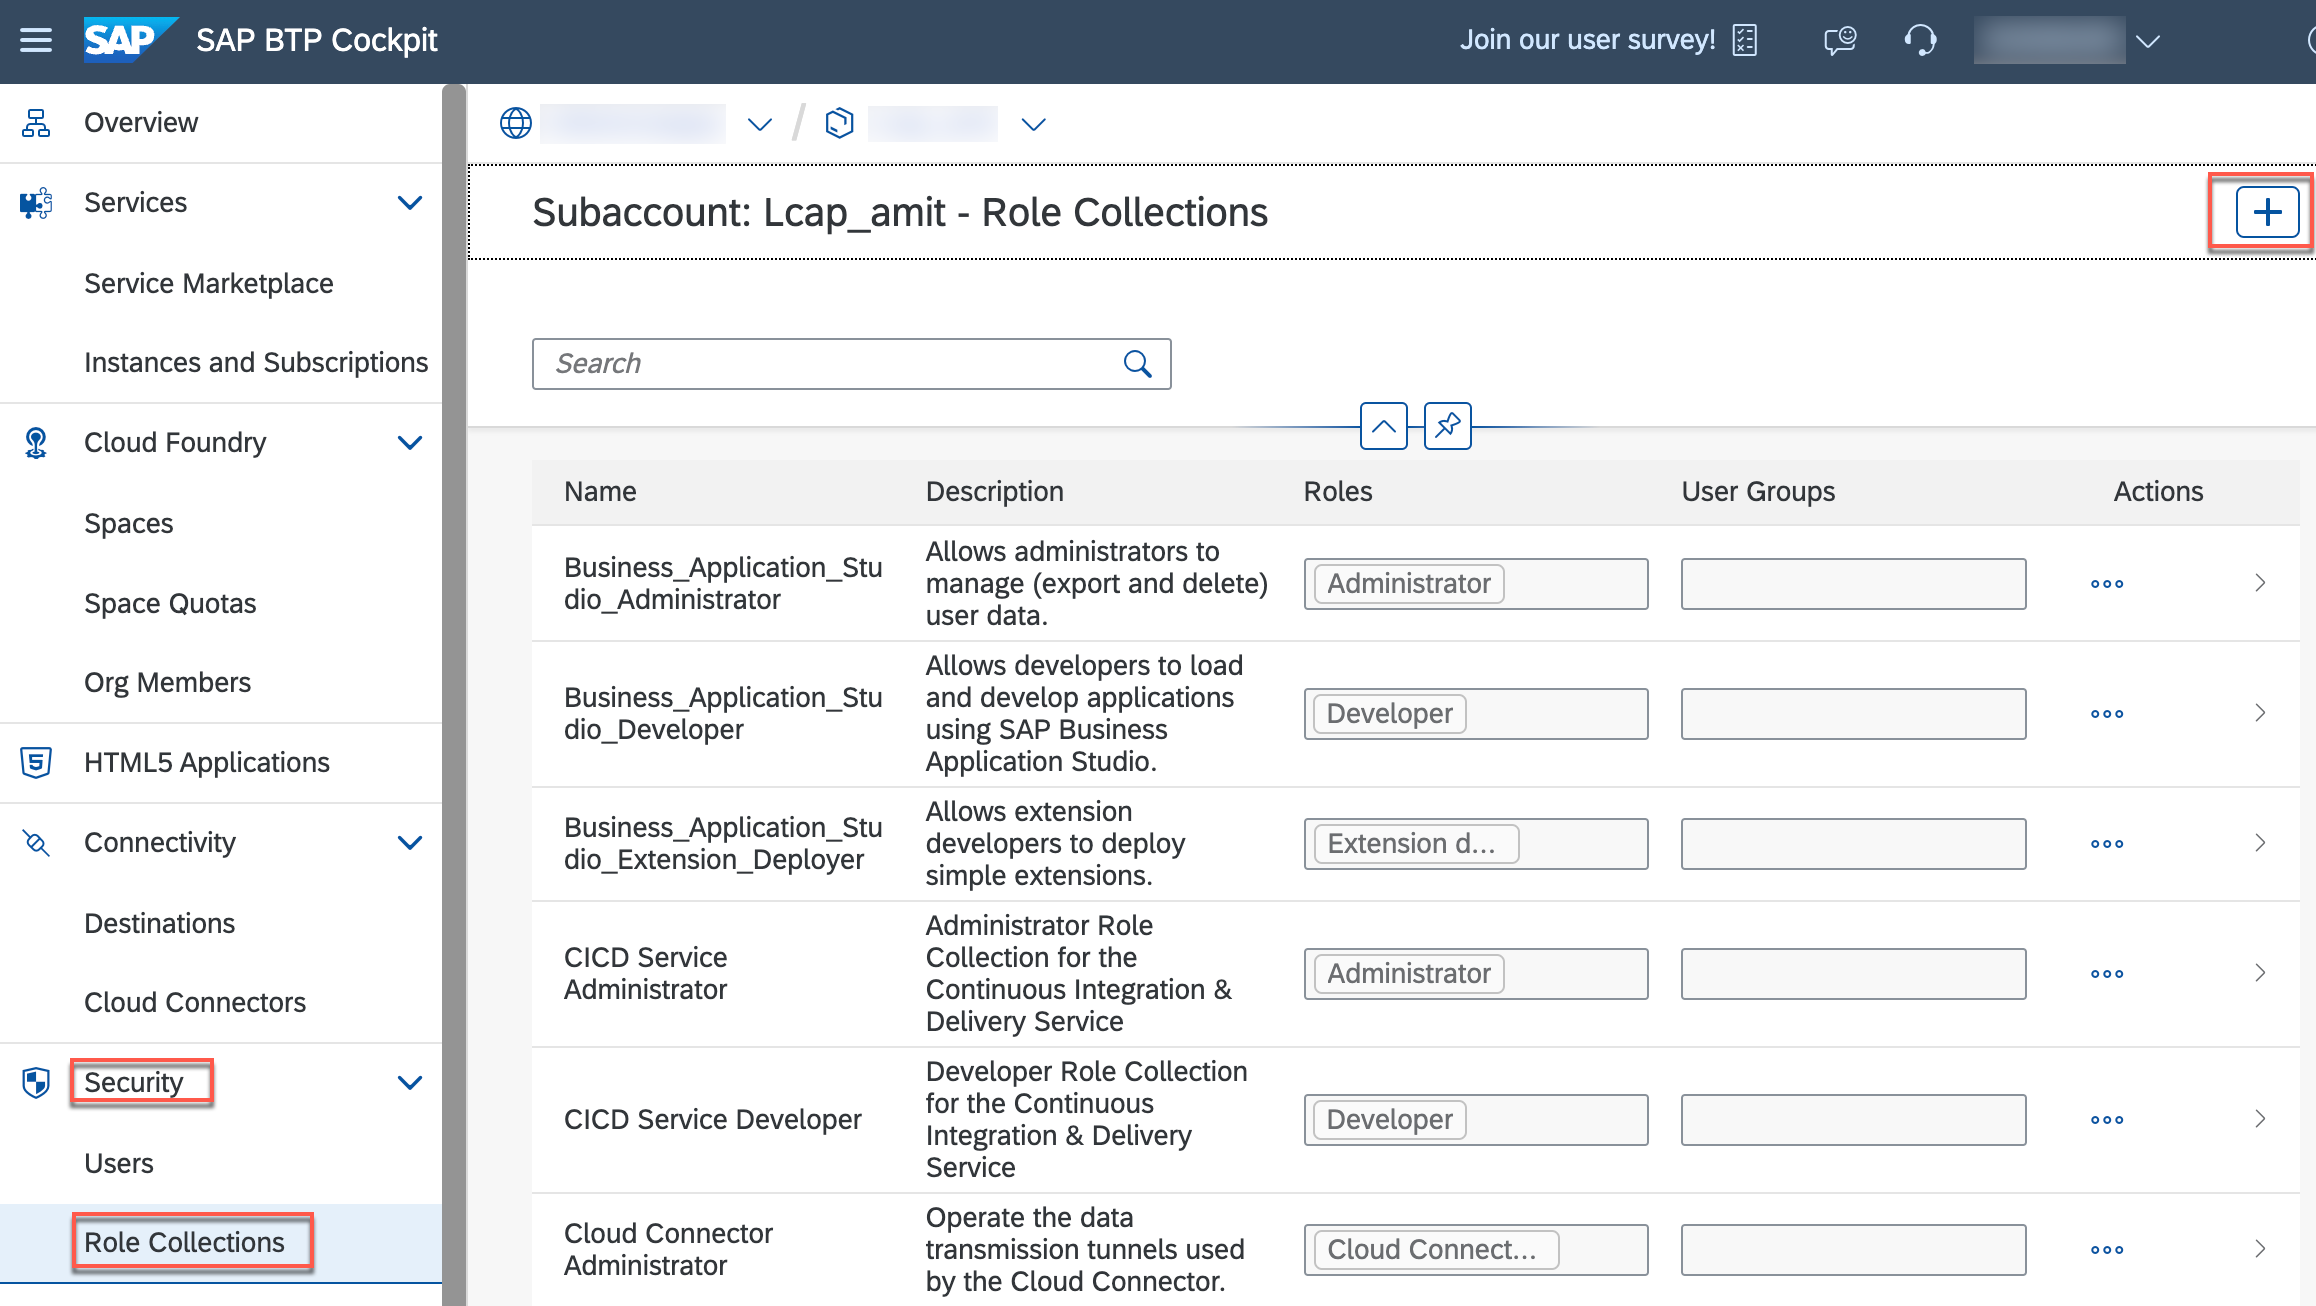 SAP SAP BTP Cockpit
Join our user survey!
Overview
Services
Service Marketplace
Instances and Subscriptions
Cloud Foundry
Spaces
Space Quotas
Org Members
HTML5 Applications
Connectivity
Destinations
Cloud Connectors
Security
Users
Role Collections
Subaccount: Lcap_amit - Role Collections
Search
Name Description Roles User Groups Actions
Business_Application_Stu
dio_Administrator
Allows administrators to
manage (export and delete)
user data.
Administrator
Business_Application_Stu
dio_Developer
Allows developers to load
and develop applications
using SAP Business
Application Studio.
Developer
Business_Application_Stu
dio_Extension_Deployer
Allows extension
developers to deploy
simple extensions.
Extension d...
CICD Service
Administrator
Administrator Role
Collection for the
Continuous Integration &
Delivery Service
Administrator
CICD Service Developer
Developer Role Collection
for the Continuous
Integration & Delivery
Service
Developer
Cloud Connector
Administrator
Operate the data
transmission tunnels used
by the Cloud Connector.
Cloud Connect...